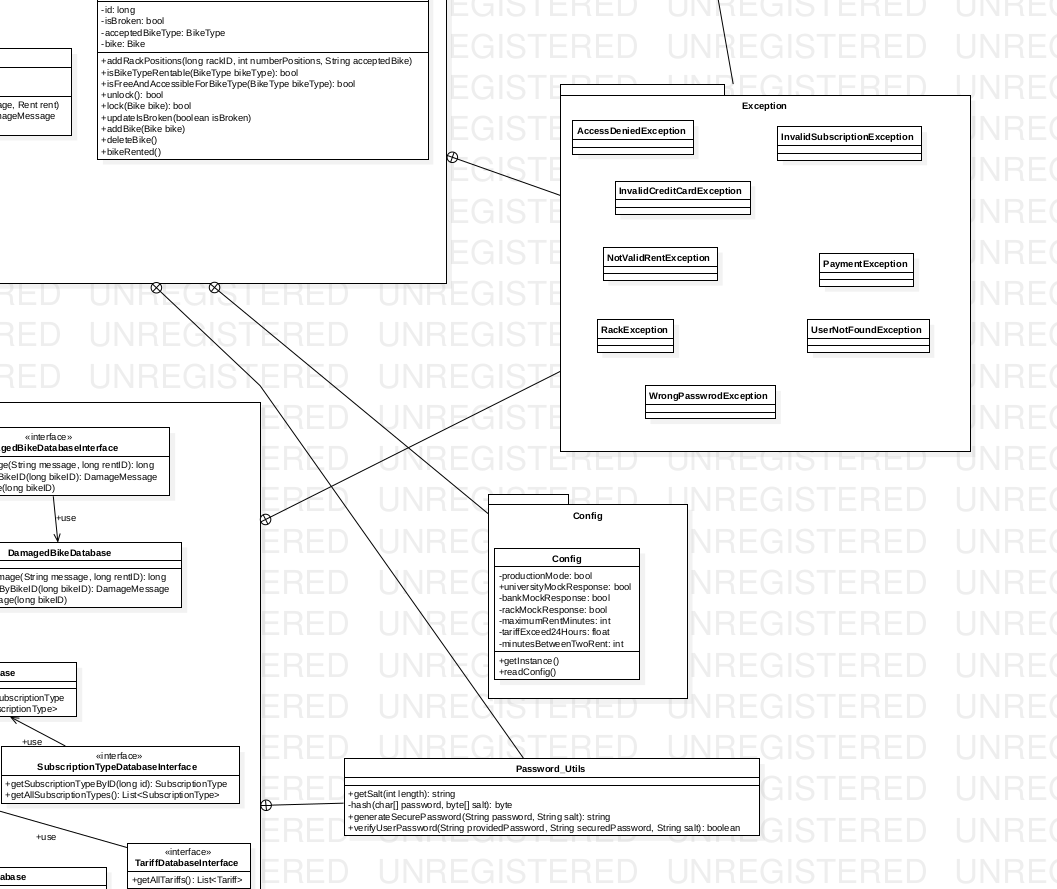 -id: long
-isBroken: bool
-acceptedBikeType: BikeType
-bike: Bike
+addRackPositions(long rackID, int numberPositions, String acceptedBike)
+isBikeTypeRentable(BikeType bikeType): bool
+isFreeAndAccessibleForBikeType(BikeType bikeType): bool
+unlock(): bool
+lock(Bike bike): bool
+updateIsBroken(boolean isBroken)
+addBike(Bike bike)
+deleteBike()
+bikeRented()
age, Rent rent)
nageMessage
Exception
AccessDeniedException
InvalidSubscriptionException
InvalidCreditCardException
NotValidRentException
PaymentException
RackException
UserNotFoundException
WrongPasswrodException
«interface»
gedBikeDatabaseInterface
ge(String message, long rentID): long
BikeID(long bikeID): DamageMessage
e(long bikeID)
+use
DamagedBikeDatabase
mage(String message, long rentID): long
ByBikeID(long bikeID): DamageMessage
age(long bikeID)
Config
Config
-productionMode: bool
+universityMockResponse: bool
-bankMockResponse: bool
-rackMockResponse: bool
-maximumRentMinutes: int
-tariffExceed24Hours: float
-minutesBetweenTwoRent: int
+getInstance()
+readConfig()
ase
ubscriptionType
scriptionType>
+use
«interface»
SubscriptionTypeDatabaseInterface
+getSubscriptionTypeByID(long id): SubscriptionType
+getAllSubscriptionTypes(): List<SubscriptionType>
Password_Utils
+getSalt(int length): string
-hash(char[] password, byte[] salt): byte
+generateSecurePassword(String password, String salt): string
+verifyUserPassword(String providedPassword, String securedPassword, String salt): boolean
+use
«interface»
TariffDatabaseInterface
+getAllTariffs(): List<Tariff>
abase
UNREGISTERED